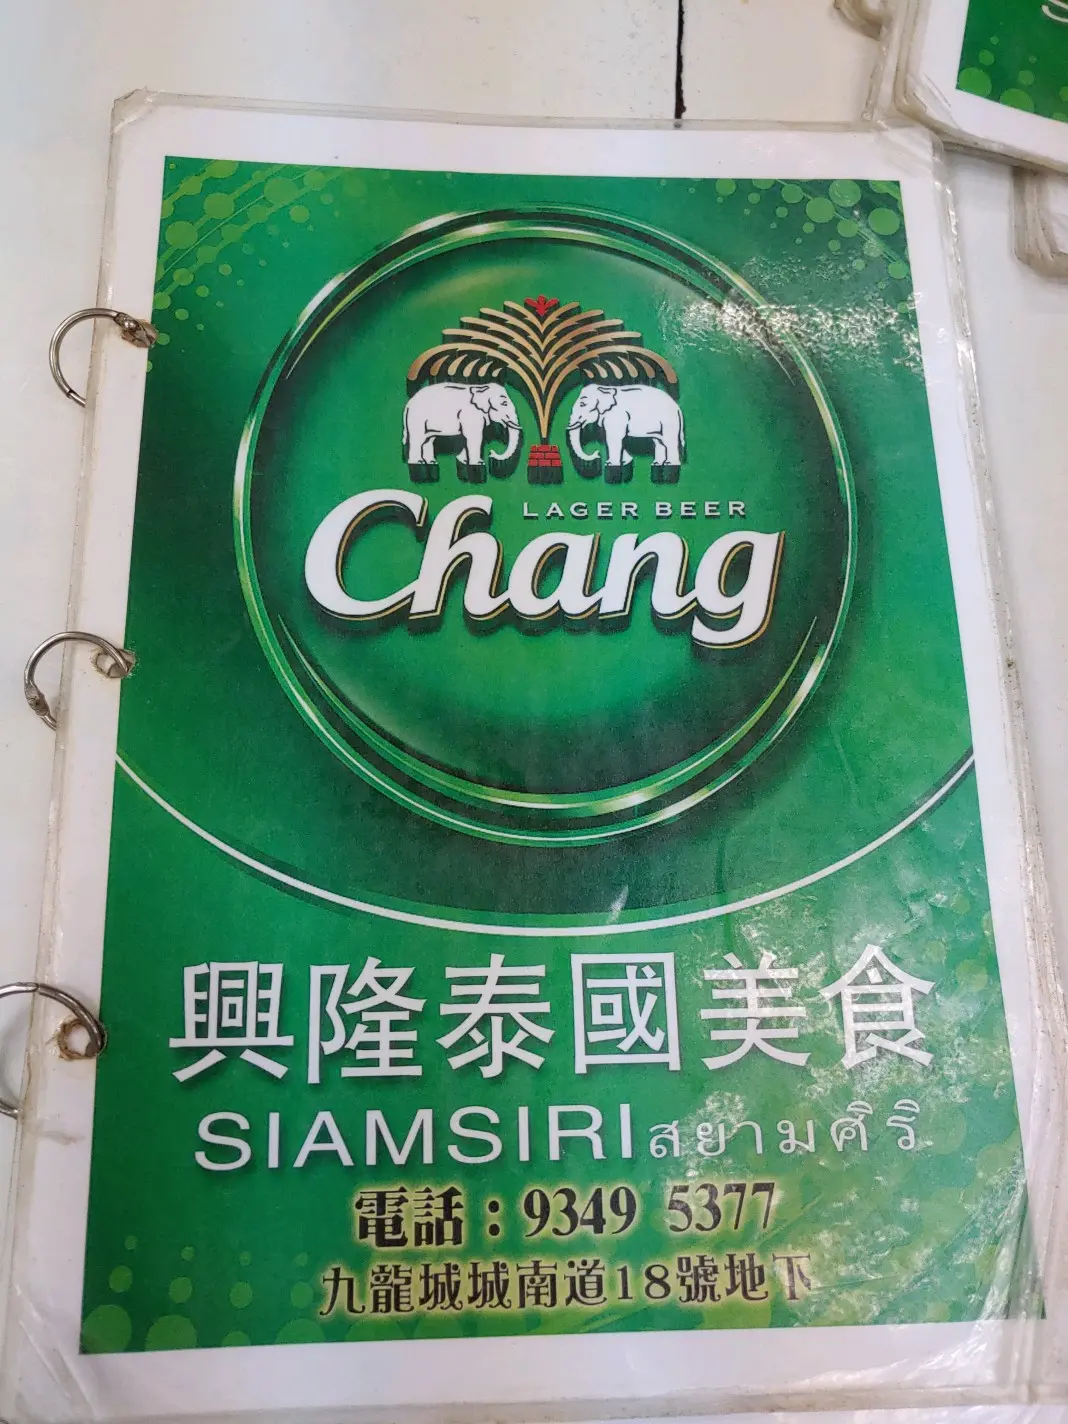 LAGER BEER
Chang
興隆泰國美食
SIAMSIRI สยามศิริ
電話：9349 5377
九龍城城南道18號地下